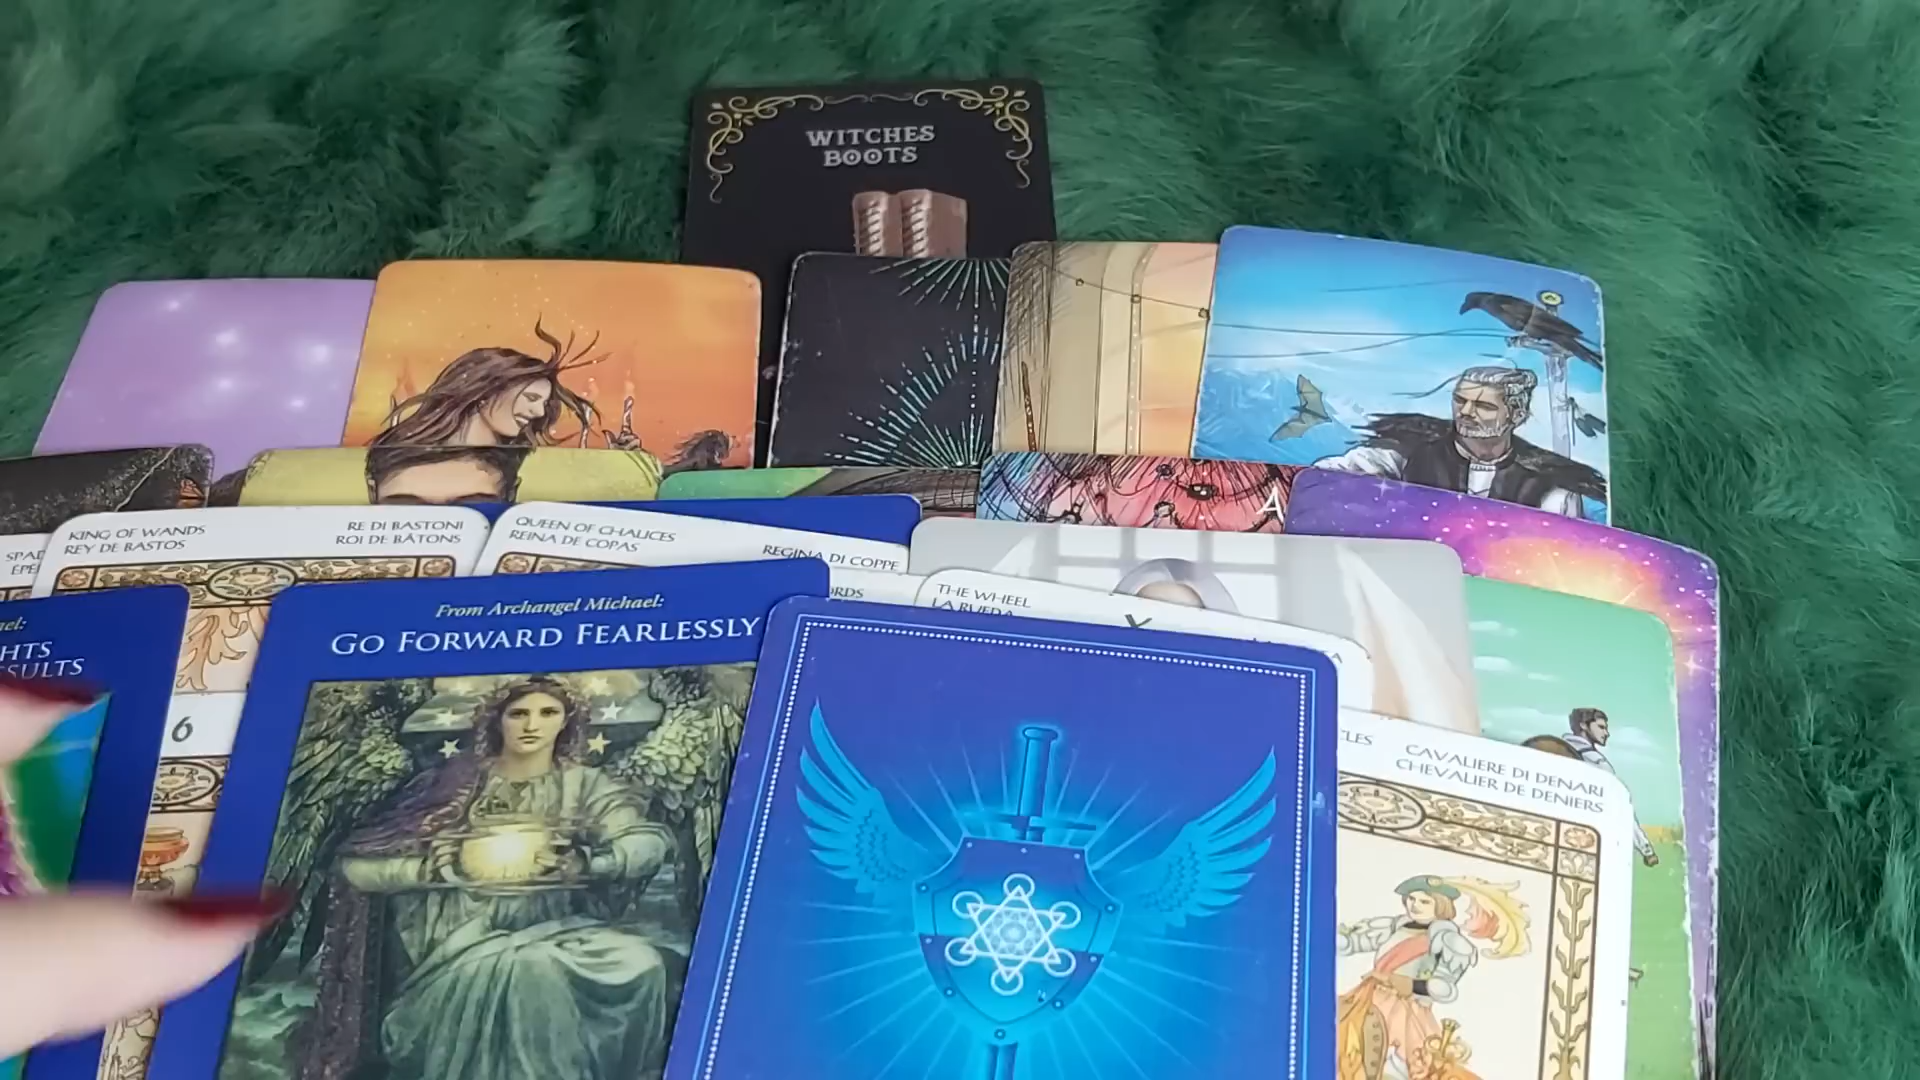 WITCHES
BOOTS
KING OF WANDS
REY DE BASTOS
RE DI BASTONI
ROI DE BÂTONS
QUEEN OF CHALICES
REINA DE COPAS
REGINA DI COPPE
THE WHEEL
LA RUEDA
X
A
From Archangel Michael:
GO FORWARD FEARLESSLY
6
CAVALIERE DI DENARI
CHEVALIER DE DENIERS